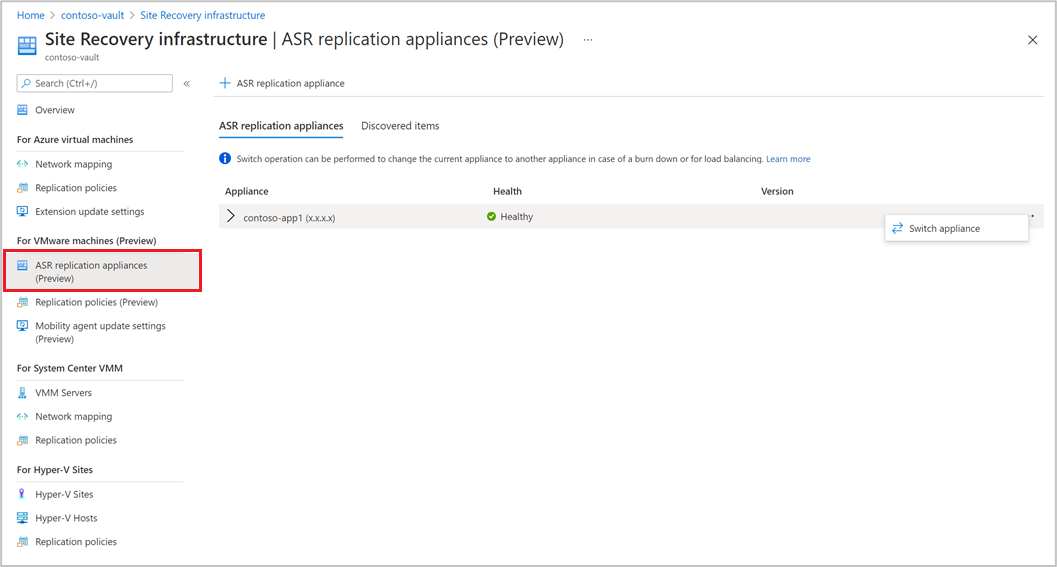 Home > contoso-vault > Site Recovery infrastructure
Site Recovery infrastructure | ASR replication appliances (Preview) ...
contoso-vault
Search (Ctrl+/) «
+ ASR replication appliance
Overview
For Azure virtual machines
Network mapping
Replication policies
Extension update settings
For VMware machines (Preview)
ASR replication appliances
(Preview)
Replication policies (Preview)
Mobility agent update settings
(Preview)
For System Center VMM
VMM Servers
Network mapping
Replication policies
For Hyper-V Sites
Hyper-V Sites
Hyper-V Hosts
Replication policies
ASR replication appliances Discovered items
Switch operation can be performed to change the current appliance to another appliance in case of a burn down or for load balancing. Learn more
Appliance Health Version
contoso-app1 (x.x.x.x) Healthy
Switch appliance